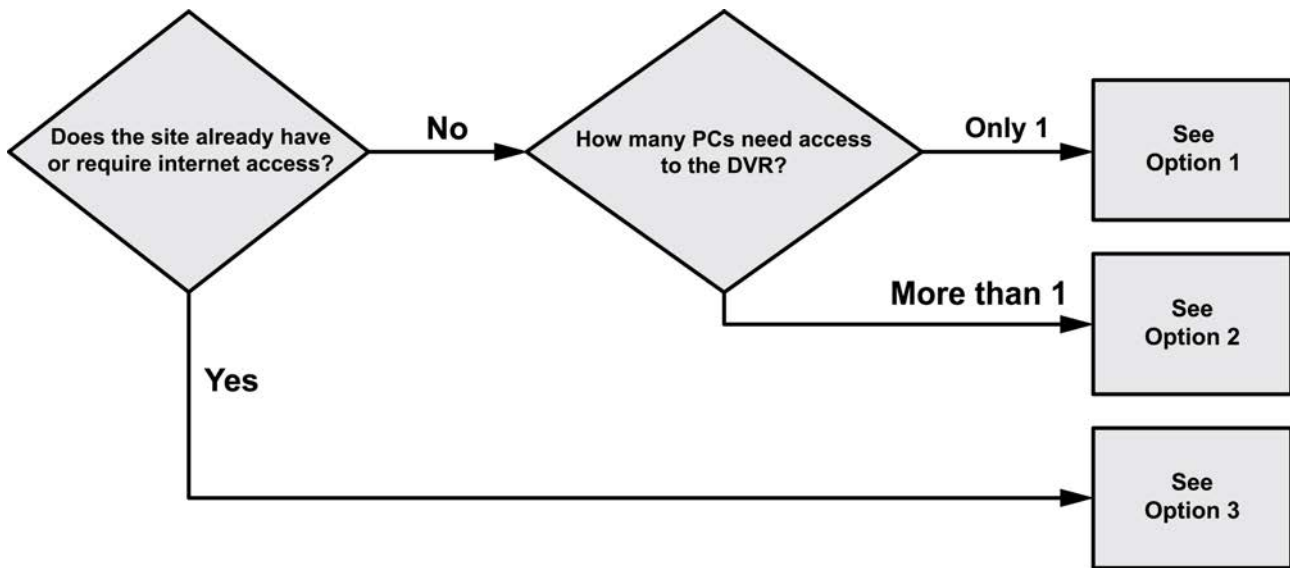 Does the site already have
or require internet access?
No
How many PCs need access
to the DVR?
Only 1
See
Option 1
More than 1
See
Option 2
Yes
See
Option 3